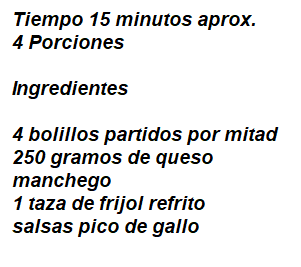 Tiempo 15 minutos aprox.
4 Porciones
Ingredientes
4 bolillos partidos por mitad
250 gramos de queso
manchego
1 taza de frijol refrito
salsas pico de gallo